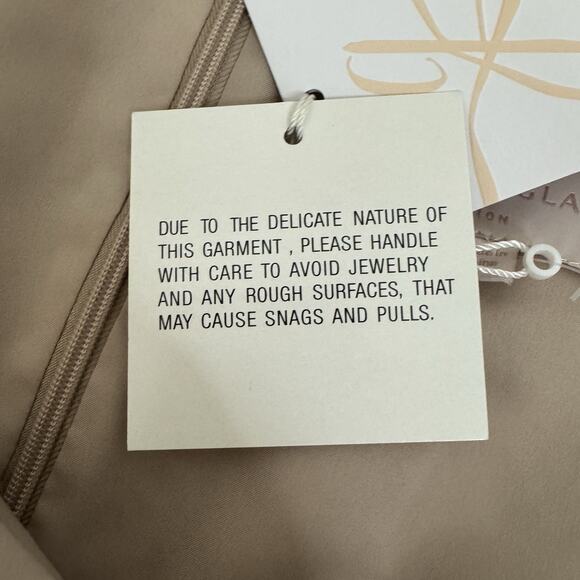 DUE TO THE DELICATE NATURE OF
THIS GARMENT , PLEASE HANDLE
WITH CARE TO AVOID JEWELRY
AND ANY ROUGH SURFACES, THAT
MAY CAUSE SNAGS AND PULLS.